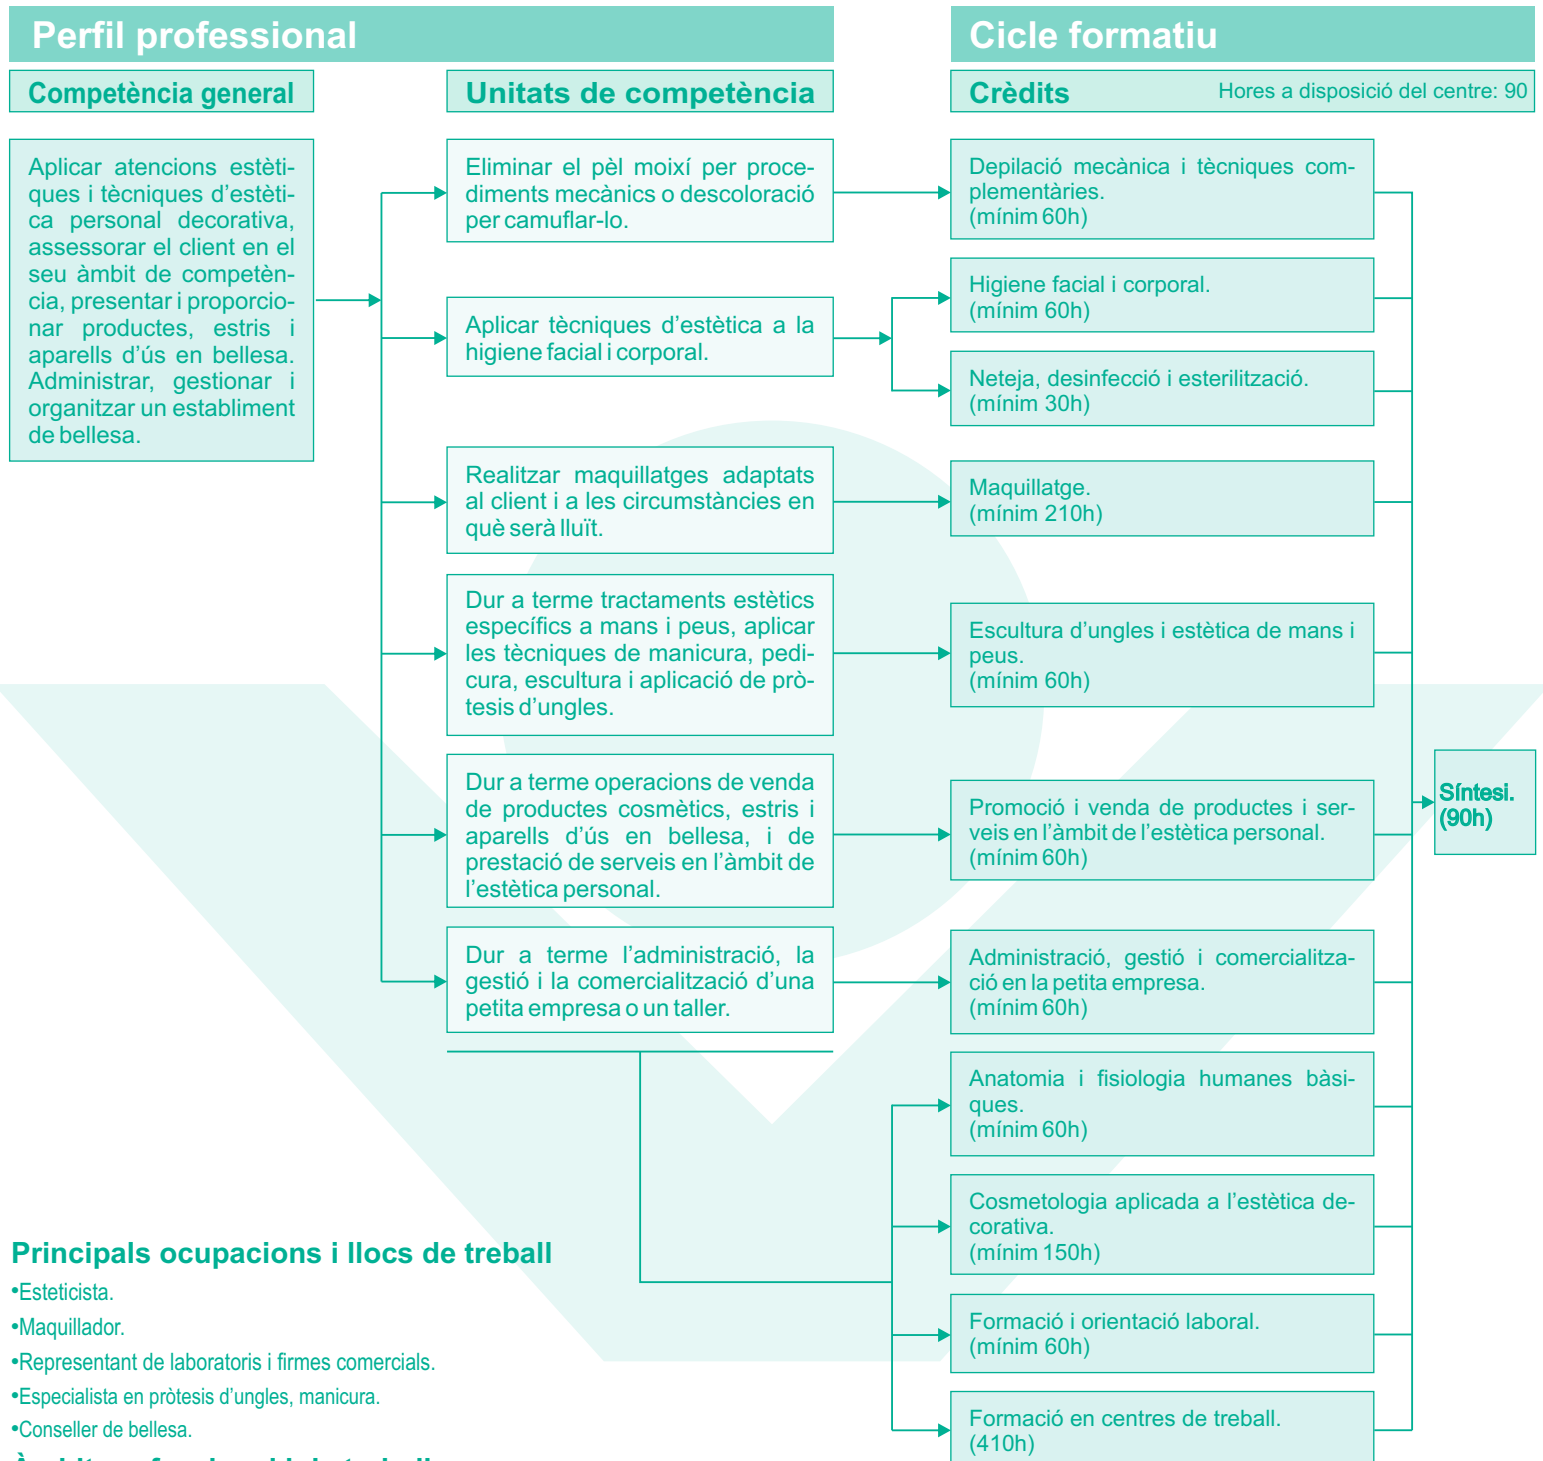 Perfil professional
Cicle formatiu
Competència general
Unitats de competència
Crèdits
Hores a disposició del centre: 90
Aplicar atencions estèti-
ques i tècniques d’estèti-
ca personal decorativa,
assessorar el client en el
seu àmbit de competèn-
cia, presentar i proporcio-
nar productes, estris i
aparells d’ús en bellesa.
Administrar, gestionar i
organitzar un establiment
de bellesa.
Eliminar el pèl moixí per proce-
diments mecànics o descoloració
per camuflar-lo.
Aplicar tècniques d’estètica a la
higiene facial i corporal.
Realitzar maquillatges adaptats
al client i a les circumstàncies en
què serà lluït.
Dur a terme tractaments estètics
específics a mans i peus, aplicar
les tècniques de manicura, pedi-
cura, escultura i aplicació de prò-
tesis d’ungles.
Dur a terme operacions de venda
de productes cosmètics, estris i
aparells d’ús en bellesa, i de
prestació de serveis en l’àmbit de
l’estètica personal.
Dur a terme l’administració, la
gestió i la comercialització d’una
petita empresa o un taller.
Depilació mecànica i tècniques com-
plementàries.
(mínim 60h)
Higiene facial i corporal.
(mínim 60h)
Neteja, desinfecció i esterilització.
(mínim 30h)
Maquillatge.
(mínim 210h)
Escultura d’ungles i estètica de mans i
peus.
(mínim 60h)
Promoció i venda de productes i ser-
veis en l’àmbit de l’estètica personal.
(mínim 60h)
Administració, gestió i comercialitza-
ció en la petita empresa.
(mínim 60h)
Anatomia i fisiologia humanes bàsi-
ques.
(mínim 60h)
Cosmetologia aplicada a l’estètica de-
corativa.
(mínim 150h)
Formació i orientació laboral.
(mínim 60h)
Formació en centres de treball.
(410h)
Síntesi.
(90h)
Principals ocupacions i llocs de treball
•Esteticista.
•Maquillador.
•Representant de laboratoris i firmes comercials.
•Especialista en pròtesis d’ungles, manicura.
•Conseller de bellesa.